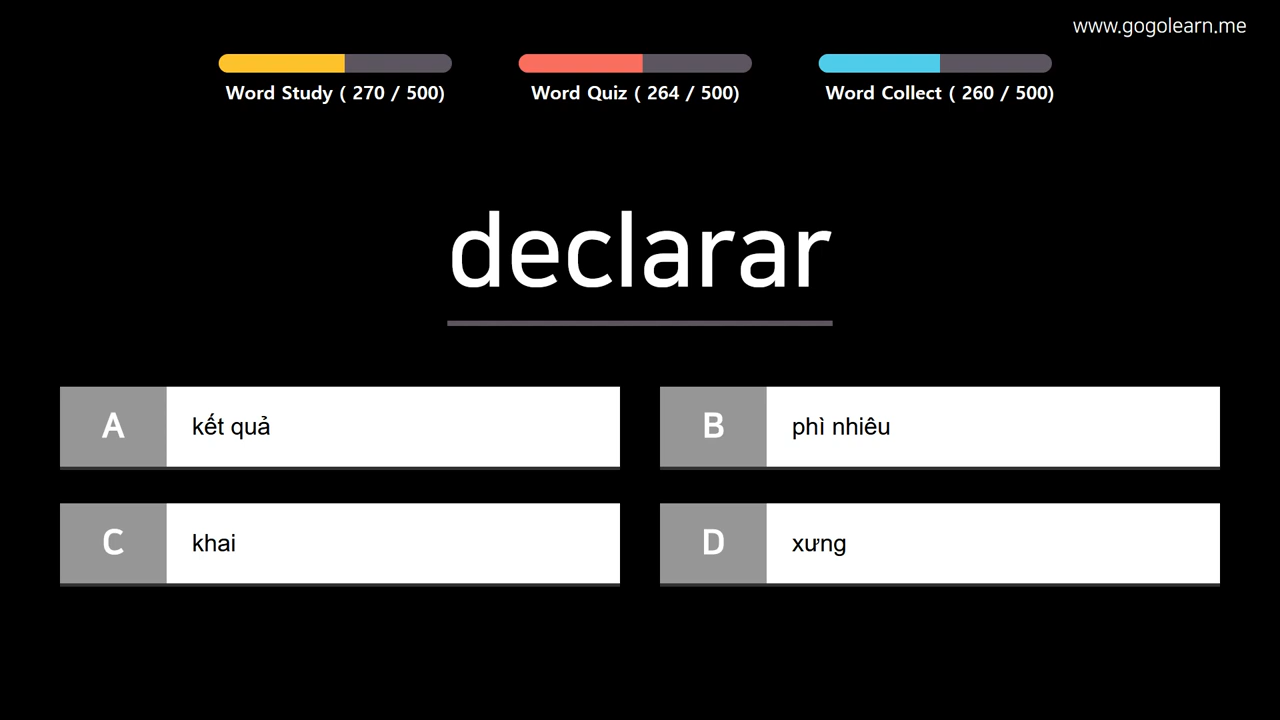 www.gogolearn.me
Word Study ( 270 / 500)
Word Quiz ( 264 / 500)
Word Collect ( 260 / 500)
declarar
A
kết quả
B
phì nhiêu
C
khai
D
xưng